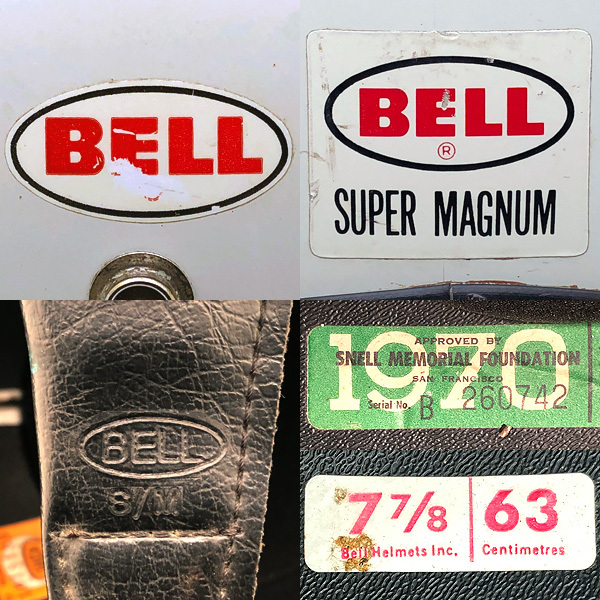 BELL
BELL
®
SUPER MAGNUM
BELL
S/M
1970
APPROVED BY
SNELL MEMORIAL FOUNDATION
SAN FRANCISCO
Serial No. B 260742
7 7/8 63
Bell Helmets Inc. Centimetres